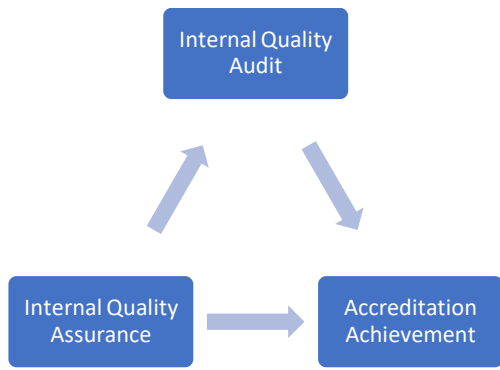 Internal Quality
Audit
Internal Quality
Assurance
Accreditation
Achievement